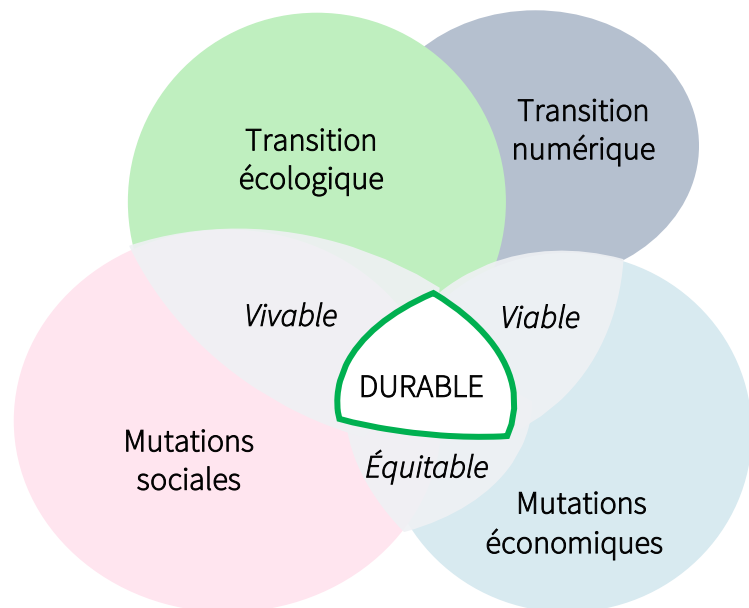 Transition
écologique
Transition
numérique
Vivable
Viable
DURABLE
Mutations
sociales
Équitable
Mutations
économiques